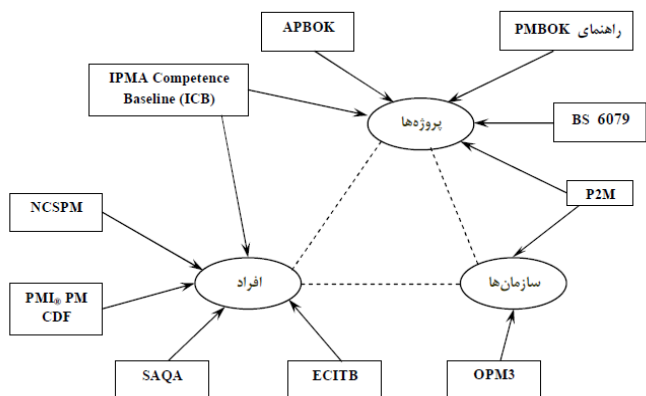 APBOK
راهنمای PMBOK
IPMA Competence
Baseline (ICB)
پروژه‌ها
BS 6079
P2M
NCSPM
افراد
سازمان‌ها
PMI® PM
CDF
SAQA
ECITB
OPM3